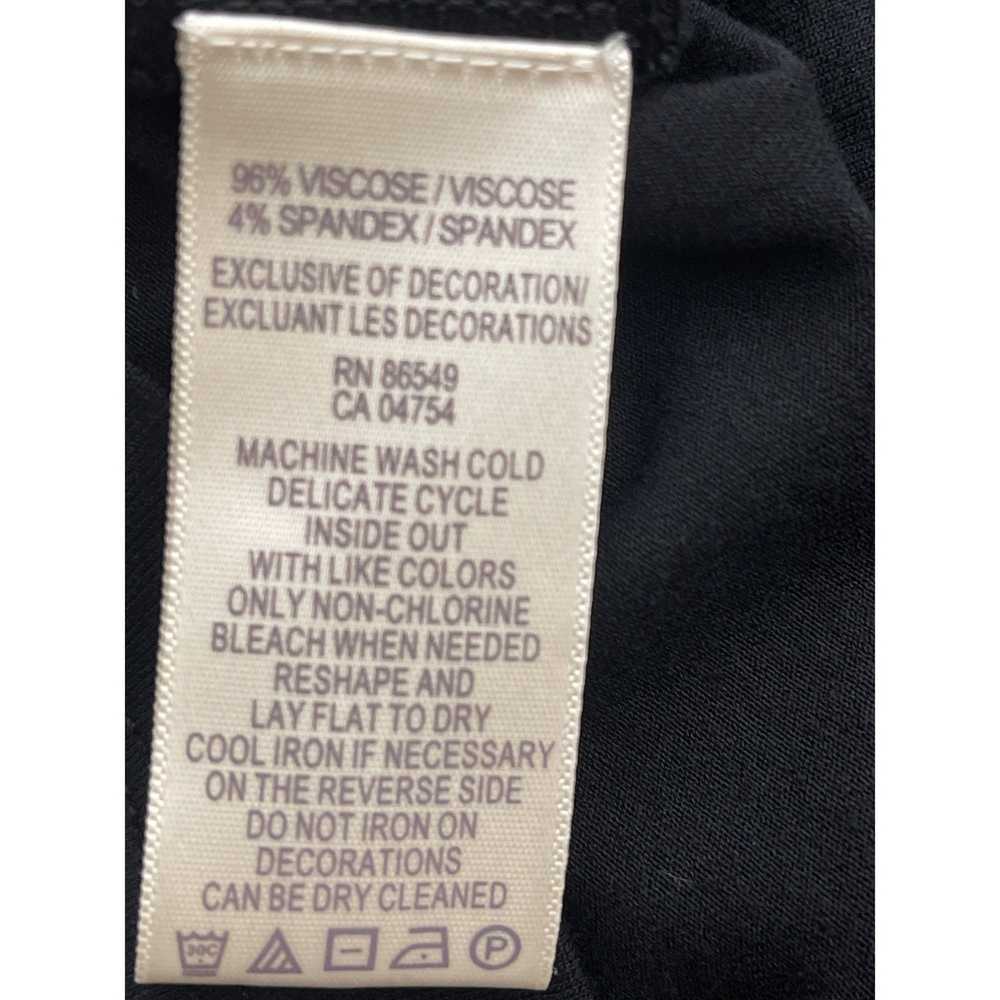 96% VISCOSE / VISCOSE
4% SPANDEX / SPANDEX
EXCLUSIVE OF DECORATION/
EXCLUANT LES DECORATIONS
RN 86549
CA 04754
MACHINE WASH COLD
DELICATE CYCLE
INSIDE OUT
WITH LIKE COLORS
ONLY NON-CHLORINE
BLEACH WHEN NEEDED
RESHAPE AND
LAY FLAT TO DRY
COOL IRON IF NECESSARY
ON THE REVERSE SIDE
DO NOT IRON ON
DECORATIONS
CAN BE DRY CLEANED
30C P